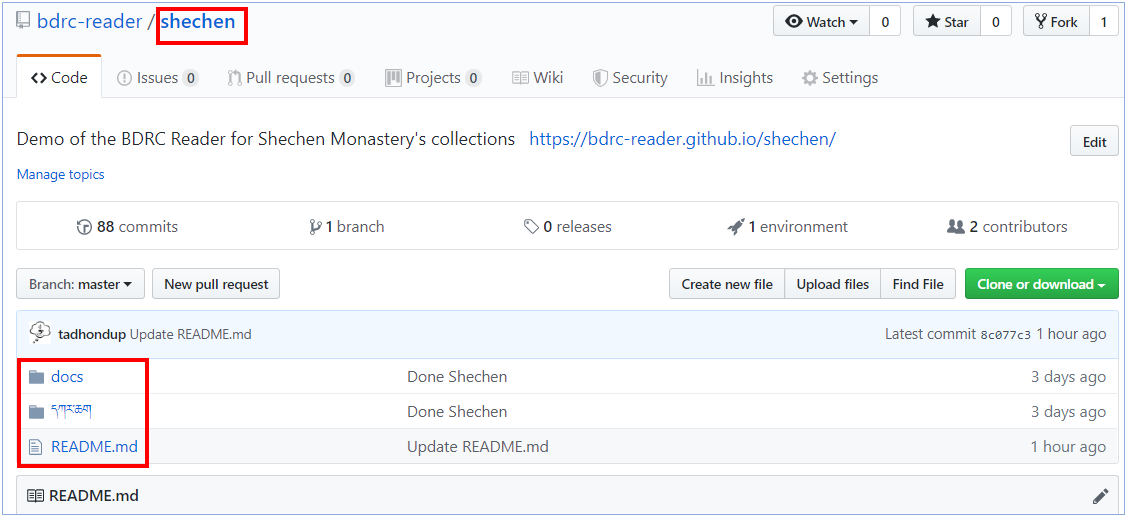 bdrc-reader / shechen Watch 0 Star 0 Fork 1
Code Issues 0 Pull requests 0 Projects 0 Wiki Security Insights Settings
Demo of the BDRC Reader for Shechen Monastery's collections https://bdrc-reader.github.io/shechen/ Edit
Manage topics
88 commits 1 branch 0 releases 1 environment 2 contributors
Branch: master New pull request Create new file Upload files Find File Clone or download
tadhondup Update README.md Latest commit 8c077c3 1 hour ago
docs Done Shechen 3 days ago
དཀར་ཆག Done Shechen 3 days ago
README.md Update README.md 1 hour ago
README.md